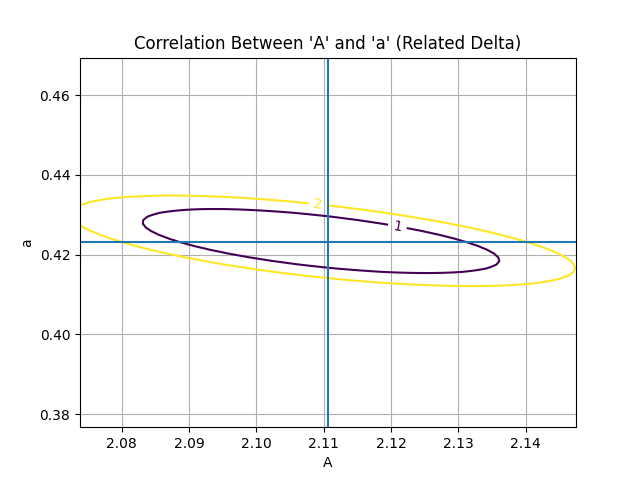 Correlation Between 'A' and 'a' (Related Delta)
0.46
0.44
0.42
0.40
0.38
a
2
1
2.08 2.09 2.10 2.11 2.12 2.13 2.14
A